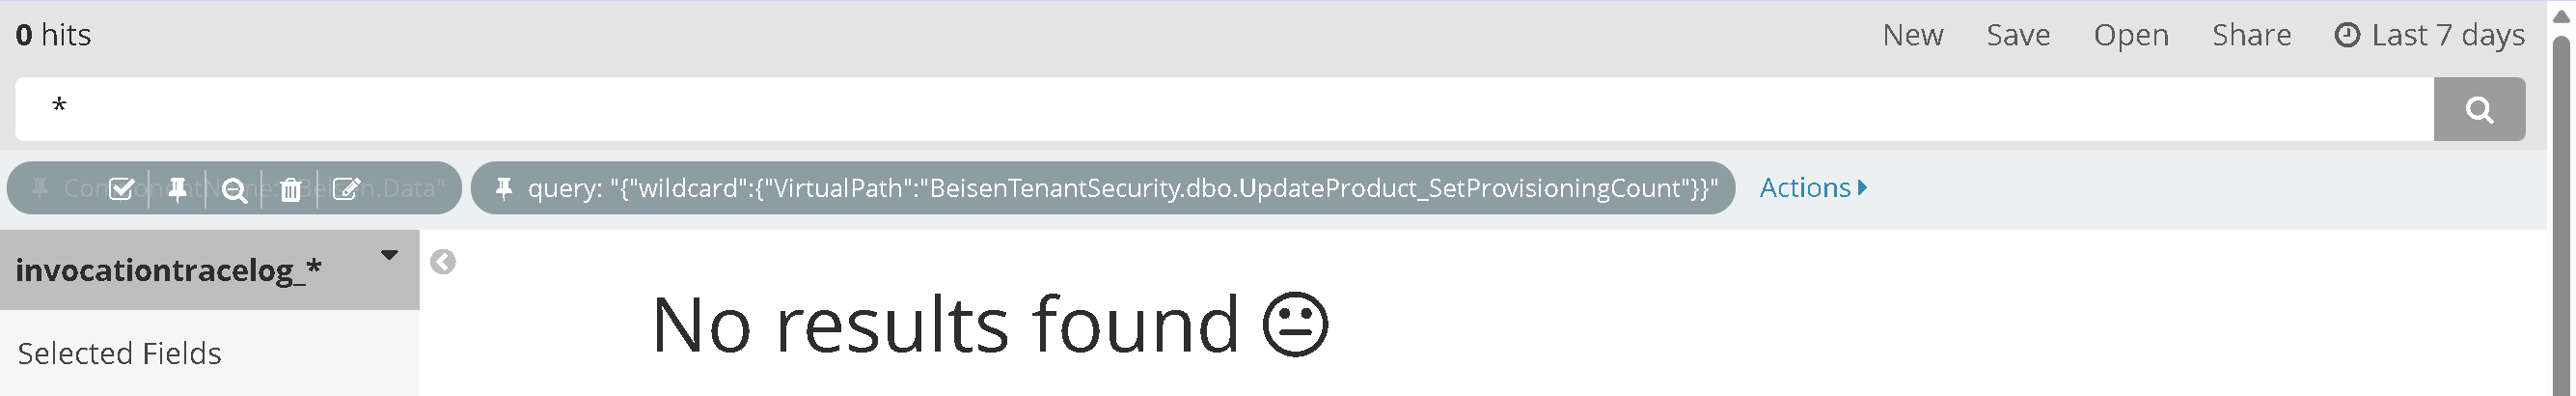 0 hits
New Save Open Share Last 7 days
*
ComponentName: "Beisen.Data" query: "{"wildcard":{"VirtualPath":"BeisenTenantSecurity.dbo.UpdateProduct_SetProvisioningCount"}}" Actions
invocationtracelog_*
No results found
Selected Fields